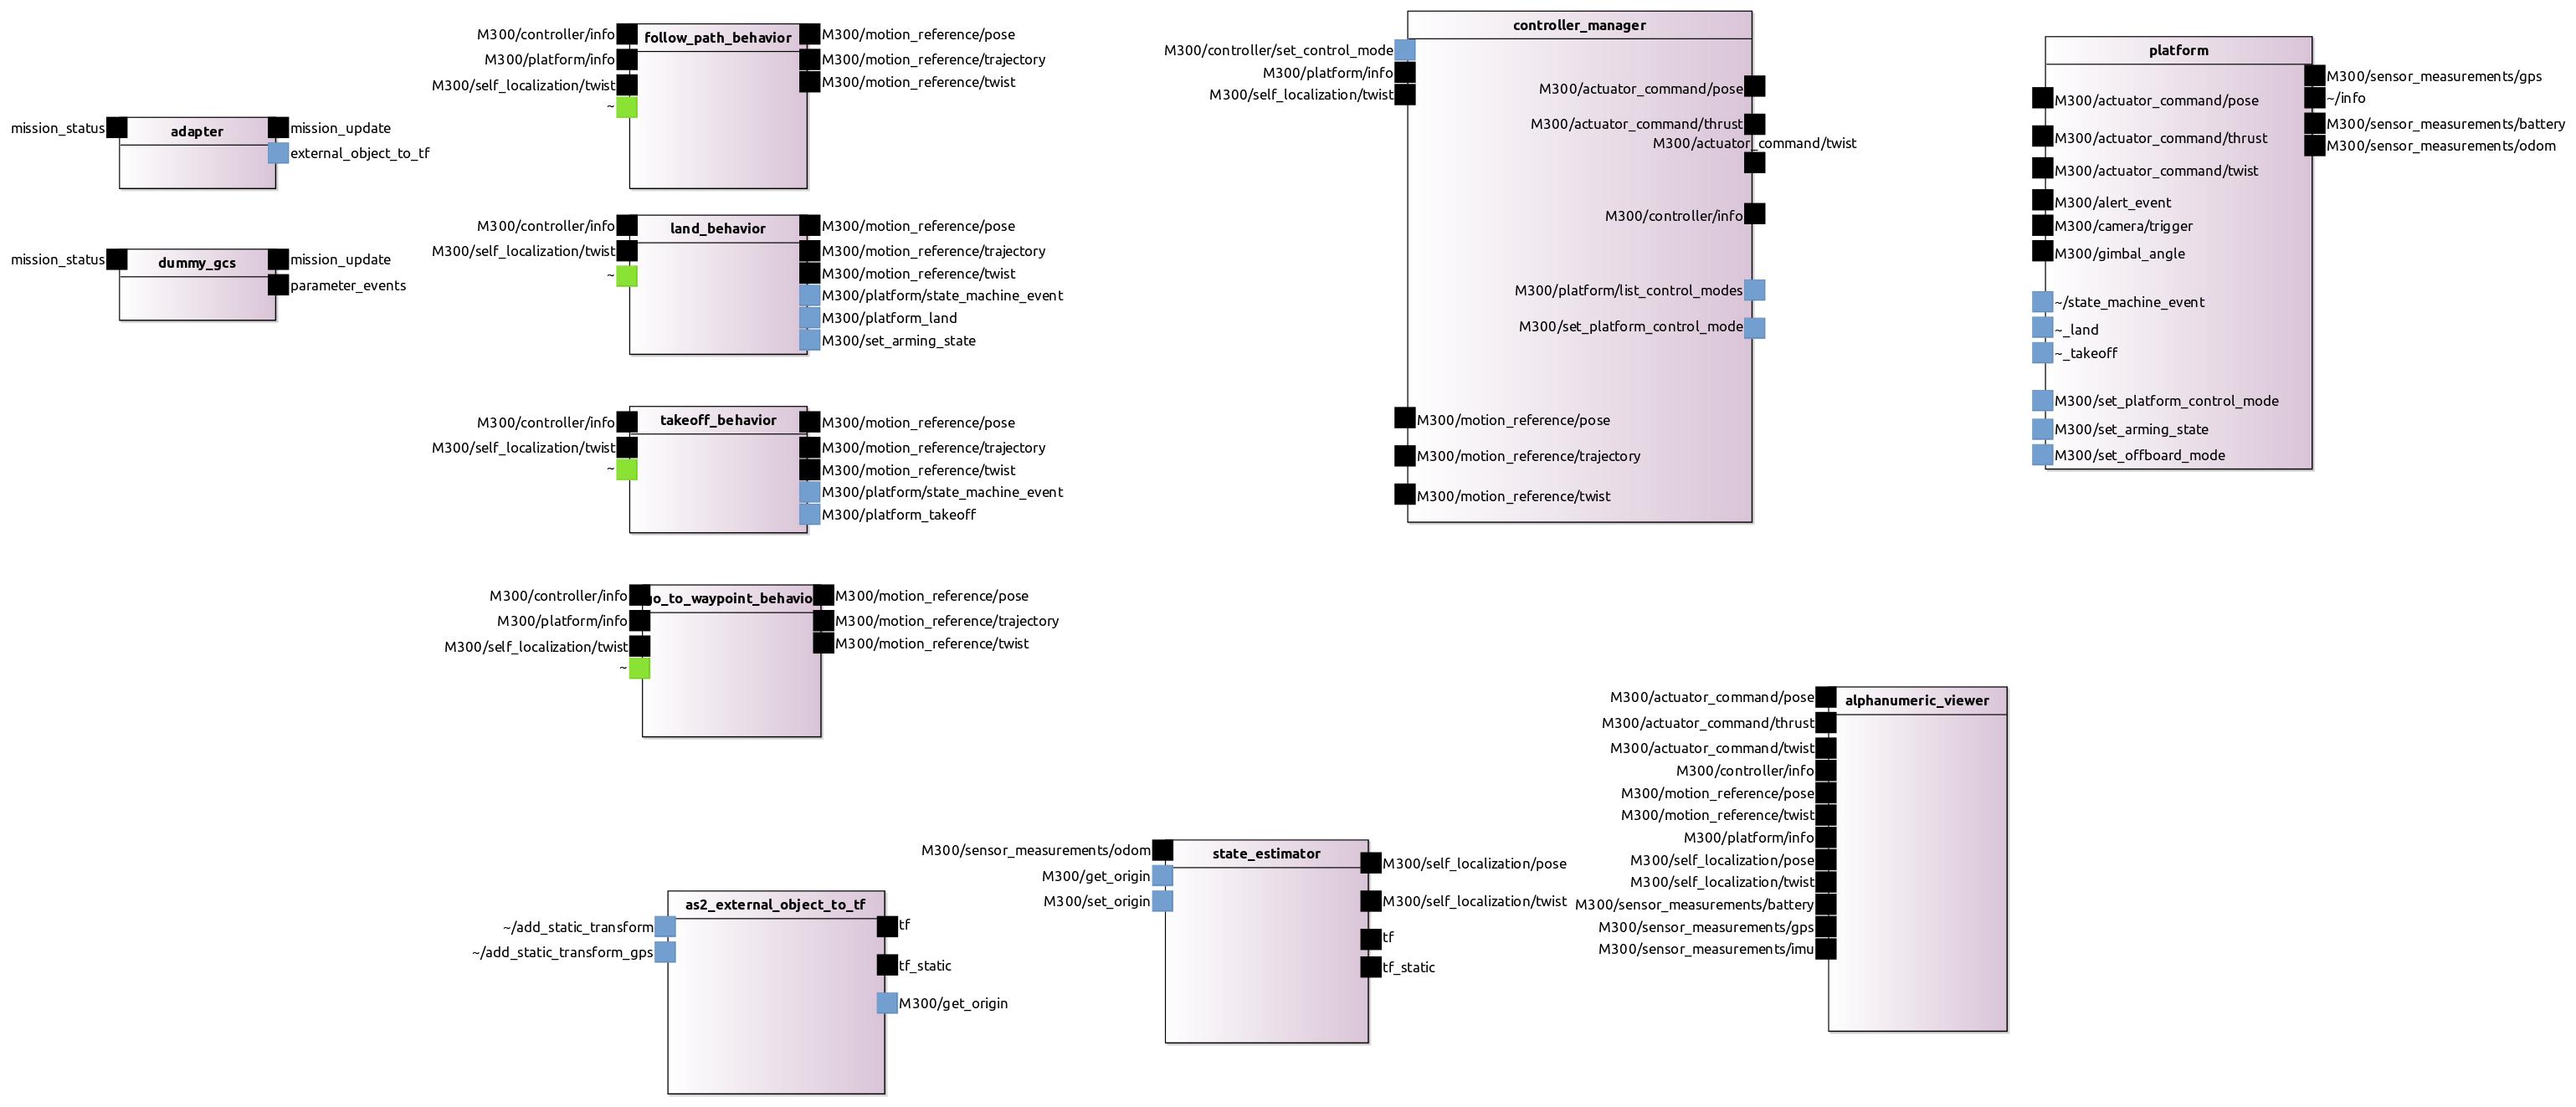 M300/controller/info
M300/platform/info
M300/self_localization/twist
~
follow_path_behavior
M300/motion_reference/pose
M300/motion_reference/trajectory
M300/motion_reference/twist
mission_status
adapter
mission_update
external_object_to_tf
mission_status
dummy_gcs
mission_update
parameter_events
M300/controller/info
M300/self_localization/twist
~
land_behavior
M300/motion_reference/pose
M300/motion_reference/trajectory
M300/motion_reference/twist
M300/platform/state_machine_event
M300/platform_land
M300/set_arming_state
M300/controller/info
M300/self_localization/twist
~
takeoff_behavior
M300/motion_reference/pose
M300/motion_reference/trajectory
M300/motion_reference/twist
M300/platform/state_machine_event
M300/platform_takeoff
M300/controller/info
M300/platform/info
M300/self_localization/twist
~
o_to_waypoint_behavio
M300/motion_reference/pose
M300/motion_reference/trajectory
M300/motion_reference/twist
controller_manager
M300/controller/set_control_mode
M300/platform/info
M300/self_localization/twist
M300/actuator_command/pose
M300/actuator_command/thrust
M300/actuator_command/twist
M300/controller/info
M300/platform/list_control_modes
M300/set_platform_control_mode
M300/motion_reference/pose
M300/motion_reference/trajectory
M300/motion_reference/twist
platform
M300/actuator_command/pose
M300/actuator_command/thrust
M300/actuator_command/twist
M300/alert_event
M300/camera/trigger
M300/gimbal_angle
~/state_machine_event
~_land
~_takeoff
M300/set_platform_control_mode
M300/set_arming_state
M300/set_offboard_mode
M300/sensor_measurements/gps
~/info
M300/sensor_measurements/battery
M300/sensor_measurements/odom
as2_external_object_to_tf
~/add_static_transform
~/add_static_transform_gps
tf
tf_static
M300/get_origin
state_estimator
M300/sensor_measurements/odom
M300/get_origin
M300/set_origin
M300/self_localization/pose
M300/self_localization/twist
tf
tf_static
alphanumeric_viewer
M300/actuator_command/pose
M300/actuator_command/thrust
M300/actuator_command/twist
M300/controller/info
M300/motion_reference/pose
M300/motion_reference/twist
M300/platform/info
M300/self_localization/pose
M300/self_localization/twist
M300/sensor_measurements/battery
M300/sensor_measurements/gps
M300/sensor_measurements/imu